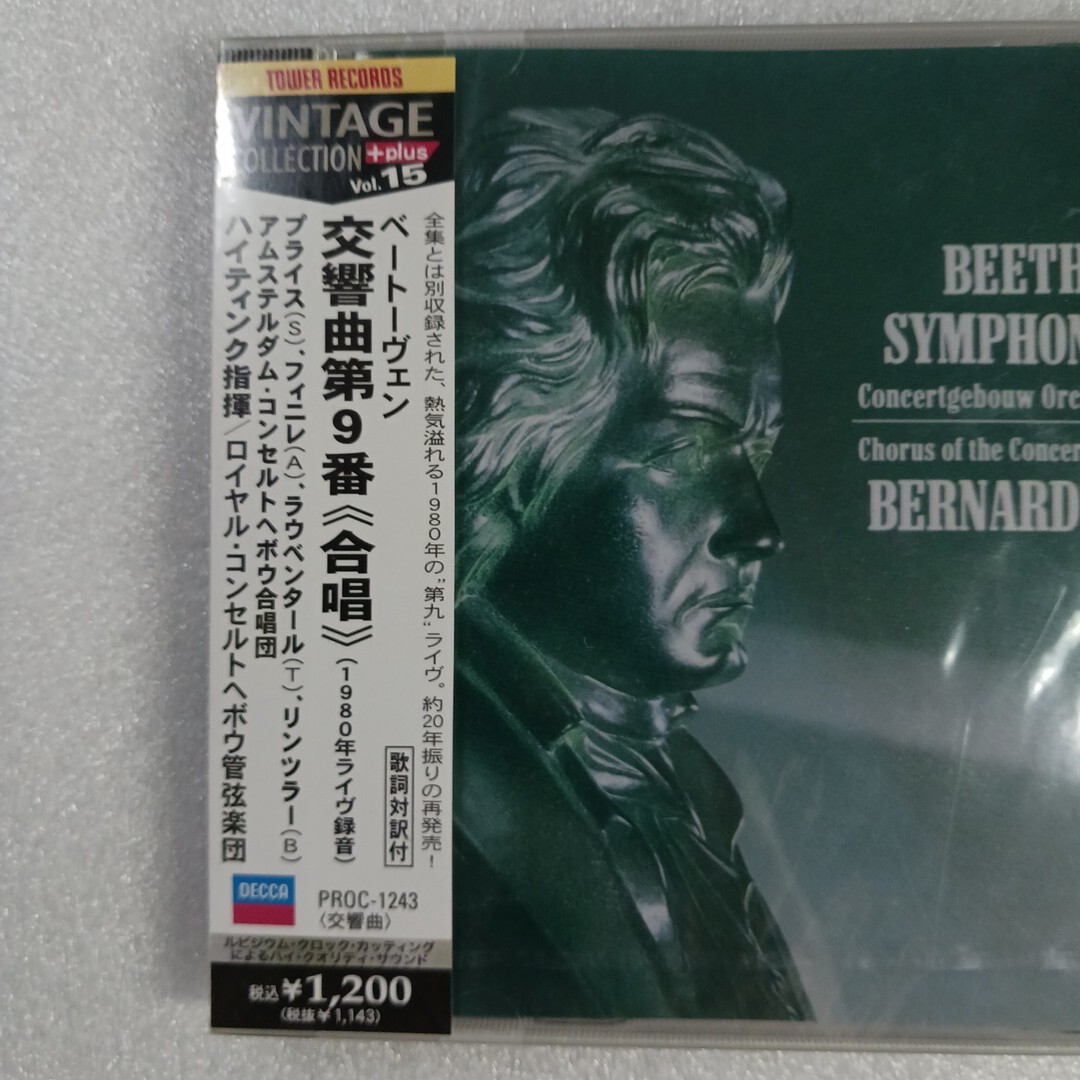 TOWER RECORDS
VINTAGE
COLLECTION +plus
Vol.15
全集とは別収録された、熱気溢れる1980年の"第九"ライヴ。約20年振りの再発売!
ベートーヴェン
歌詞対訳付
交響曲第9番《合唱》(1980年ライヴ録音)
プライス(S)、フィニレ(A)、ラウベンタール(T)、リンツラー(B)
アムステルダム・コンセルトヘボウ合唱団
ハイティンク指揮/ロイヤル・コンセルトヘボウ管弦楽団
DECCA
PROC-1243
〈交響曲〉
ルビジウム・クロック・カッティング
によるハイ・クオリティ・サウンド
税込¥1,200
(税抜¥1,143)
BEETH
SYMPHON
Concertgebouw Orc
Chorus of the Concer
BERNARD